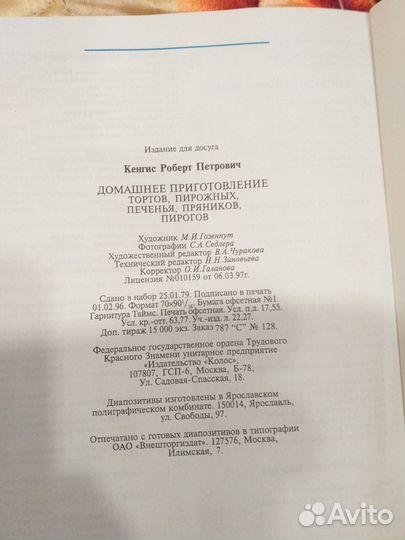 Издание для досуга
Кенгис Роберт Петрович
ДОМАШНЕЕ ПРИГОТОВЛЕНИЕ
ТОРТОВ, ПИРОЖНЫХ,
ПЕЧЕНЬЯ, ПРЯНИКОВ,
ПИРОГОВ
Художник М.И.Гозенпут
Фотографии С.А.Седлера
Художественный редактор В.А.Чуракова
Технический редактор Н.Н.Зиновьева
Корректор О.И.Галанова
Лицензия №010159 от 06.03.97г.
Сдано в набор 25.01.79. Подписано в печать
01.02.96. Формат 70×90¹/₁₆. Бумага офсетная №1.
Гарнитура Таймс. Печать офсетная. Усл. п.л. 17,55.
Усл. кр.-отт. 63,77. Уч.-изд. л. 22,27.
Доп. тираж 15 000 экз. Заказ 787 "С" № 128.
Федеральное государственное ордена Трудового
Красного Знамени унитарное предприятие
«Издательство «Колос»,
107807, ГСП-6, Москва, Б-78,
Ул. Садовая-Спасская, 18.
Диапозитивы изготовлены в Ярославском
полиграфическом комбинате. 150014, Ярославль,
ул. Свободы, 97.
Отпечатано с готовых диапозитивов в типографии
ОАО «Внешторгиздат». 127576, Москва,
Илимская, 7.
Avito